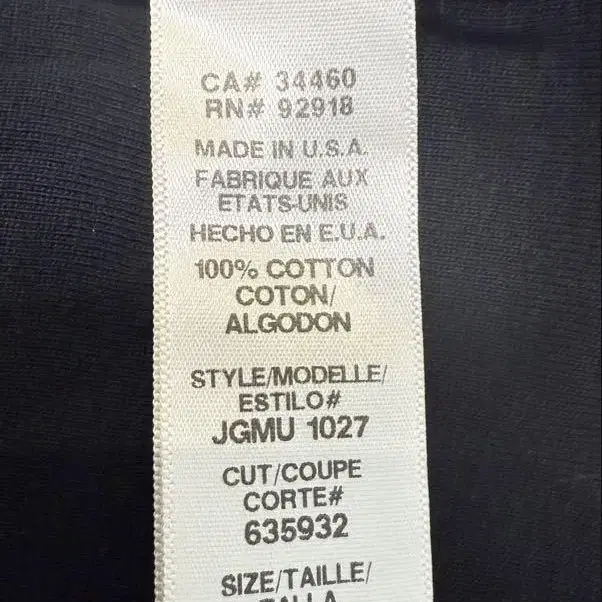 CA# 34460
RN# 92918
MADE IN U.S.A.
FABRIQUE AUX
ETATS-UNIS
HECHO EN E.U.A.
100% COTTON
COTON/
ALGODON
STYLE/MODELLE/
ESTILO#
JGMU 1027
CUT/COUPE
CORTE#
635932
SIZE/TAILLE/
TALLA